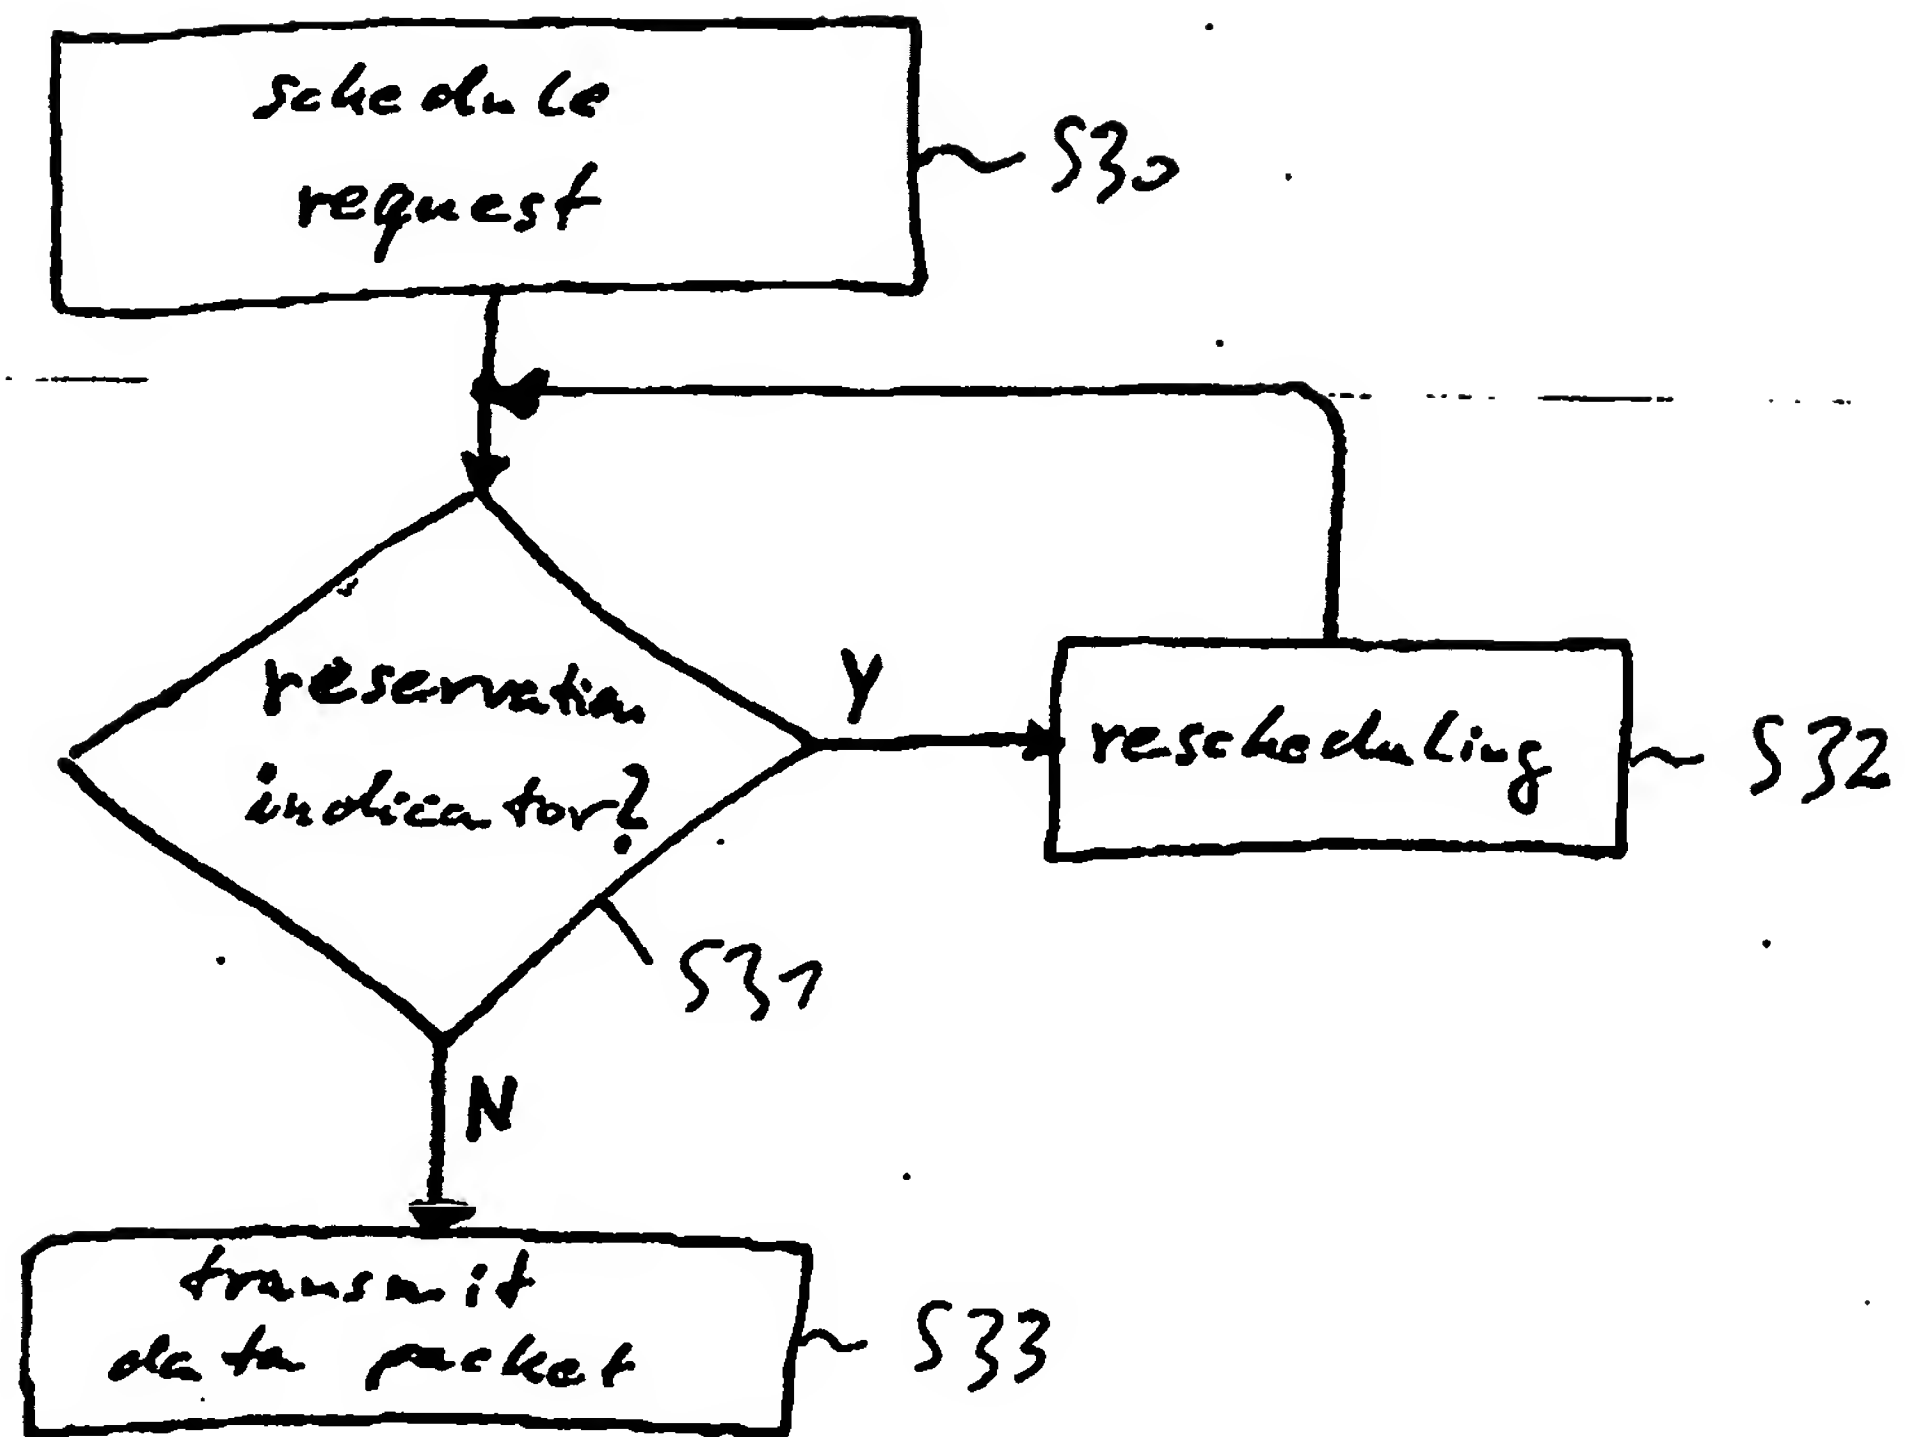 schedule
request
S30
reservation
indicator?
Y
rescheduling
S32
S31
N
transmit
data packet
S33